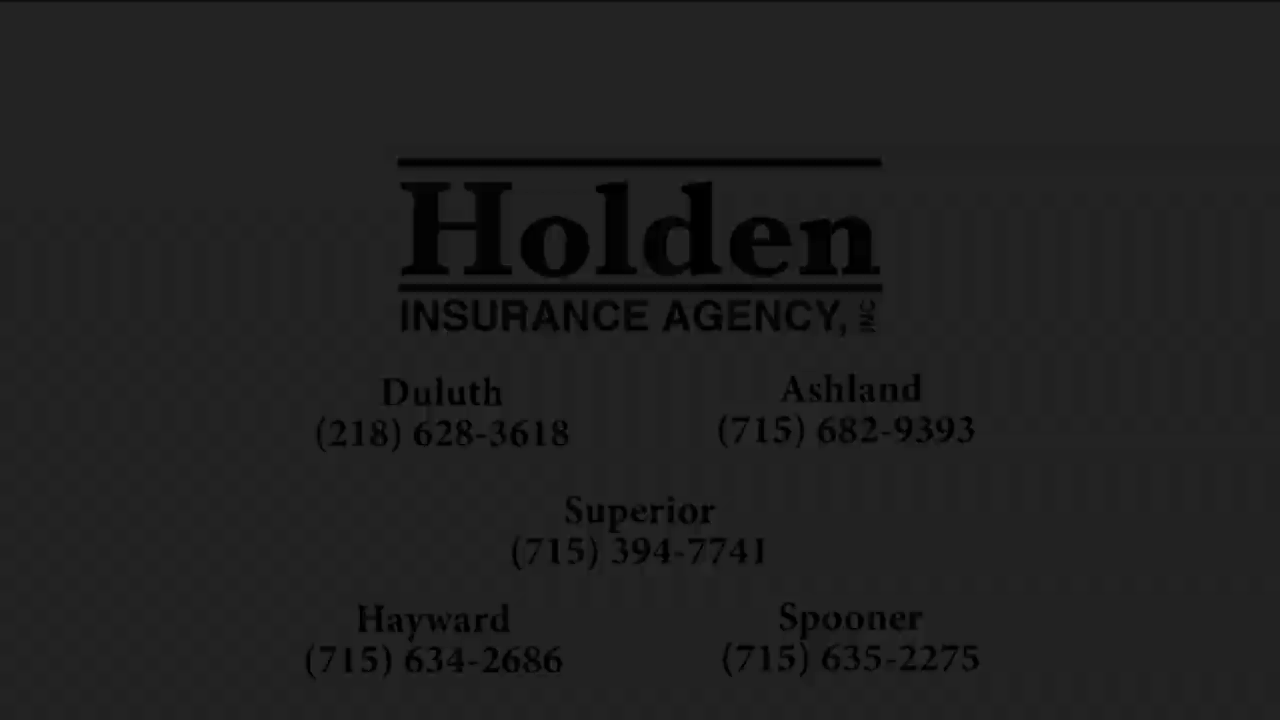 Holden
INSURANCE AGENCY, INC
Duluth
(218) 628-3618
Ashland
(715) 682-9393
Superior
(715) 394-7741
Hayward
(715) 634-2686
Spooner
(715) 635-2275